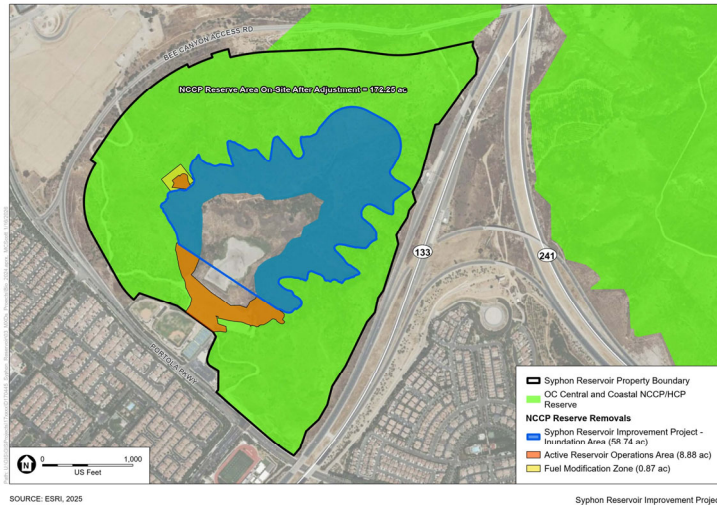 BEE CANYON ACCESS RD
NCCP Reserve Area On-Site After Adjustment = 172.25 ac
133
241
PORTOLA PKWY
Syphon Reservoir Property Boundary
OC Central and Coastal NCCP/HCP
Reserve
NCCP Reserve Removals
Syphon Reservoir Improvement Project -
Inundation Area (58.74 ac)
Active Reservoir Operations Area (8.88 ac)
Fuel Modification Zone (0.87 ac)
N
0
1,000
US Feet
SOURCE: ESRI, 2025
Syphon Reservoir Improvement Projec